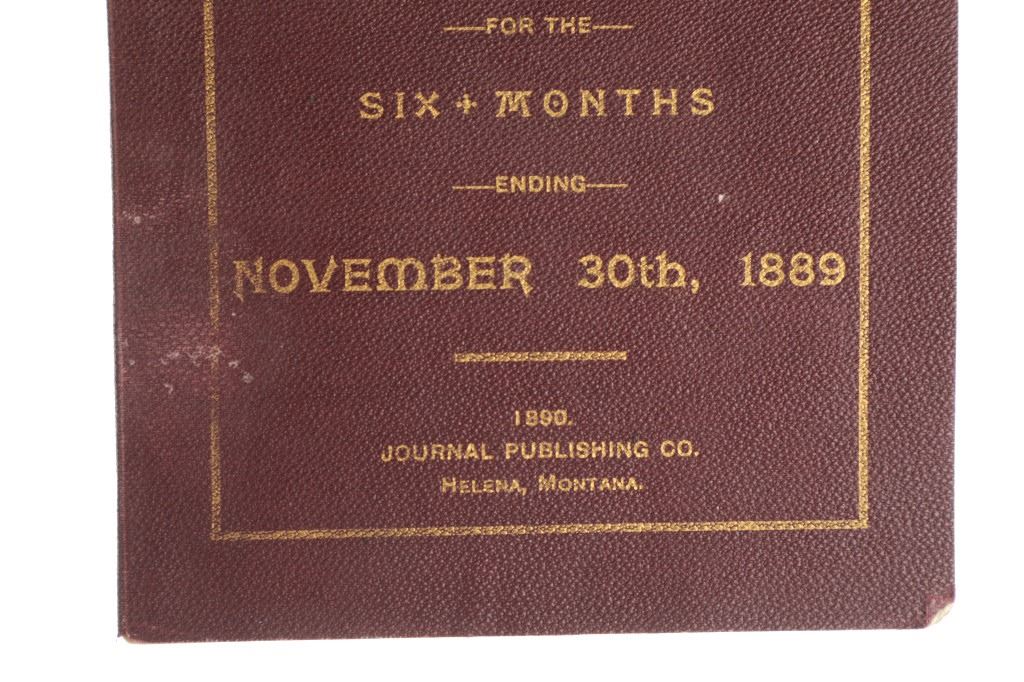 —FOR THE—
SIX + MONTHS
—ENDING—
NOVEMBER 30th, 1889
1890.
JOURNAL PUBLISHING CO.
HELENA, MONTANA.